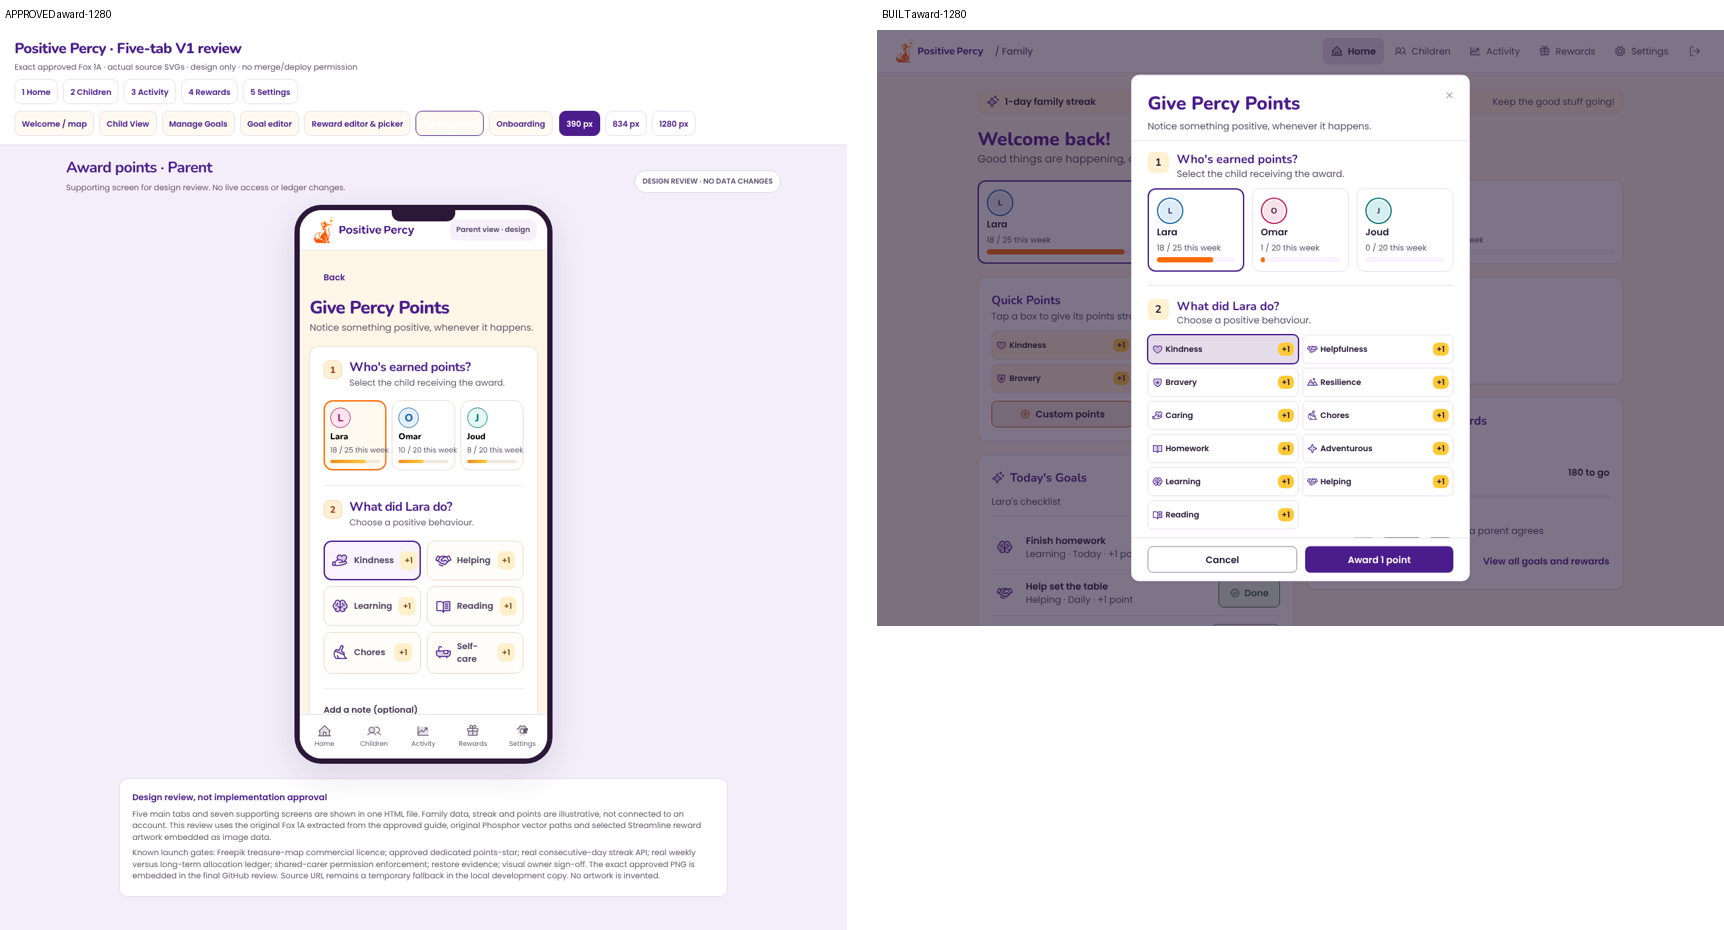 APPROVED award-1280
Positive Percy · Five-tab V1 review
Exact approved Fox 1A · actual source SVGs · design only · no merge/deploy permission
1 Home
2 Children
3 Activity
4 Rewards
5 Settings
Welcome / map
Child View
Manage Goals
Goal editor
Reward editor & picker
Onboarding
390 px
834 px
1280 px
Award points · Parent
Supporting screen for design review. No live access or ledger changes.
DESIGN REVIEW · NO DATA CHANGES
Positive Percy
Parent view · design
Back
Give Percy Points
Notice something positive, whenever it happens.
1
Who's earned points?
Select the child receiving the award.
L
Lara
18 / 25 this week
O
Omar
10 / 20 this week
J
Joud
8 / 20 this week
2
What did Lara do?
Choose a positive behaviour.
Kindness +1
Helping +1
Learning +1
Reading +1
Chores +1
Self-
care
+1
Add a note (optional)
Home
Children
Activity
Rewards
Settings
Design review, not implementation approval
Five main tabs and seven supporting screens are shown in one HTML file. Family data, streak and points are illustrative, not connected to an
account. This review uses the original Fox 1A extracted from the approved guide, original Phosphor vector paths and selected Streamline reward
artwork embedded as image data.
Known launch gates: Freepik treasure-map commercial licence; approved dedicated points-star; real consecutive-day streak API; real weekly
versus long-term allocation ledger; shared-carer permission enforcement; restore evidence; visual owner sign-off. The exact approved PNG is
embedded in the final GitHub review. Source URL remains a temporary fallback in the local development copy. No artwork is invented.
BUILT award-1280
Positive Percy / Family
Home
Children
Activity
Rewards
Settings
1-day family streak
Keep the good stuff going!
Welcome back!
Good things are happening,
L
Lara
18 / 25 this week
this week
Quick Points
Tap a box to give its points
Kindness +1
Bravery +1
Custom points
Today's Goals
Lara's checklist
Finish homework
Learning · Today · +1
Help set the table
Helping · Daily · +1 point
Done
180 to go
a parent agrees
View all goals and rewards
Give Percy Points
×
Notice something positive, whenever it happens.
1
Who's earned points?
Select the child receiving the award.
L
Lara
18 / 25 this week
O
Omar
1 / 20 this week
J
Joud
0 / 20 this week
2
What did Lara do?
Choose a positive behaviour.
Kindness +1
Helpfulness +1
Bravery +1
Resilience +1
Caring +1
Chores +1
Homework +1
Adventurous +1
Learning +1
Helping +1
Reading +1
Cancel
Award 1 point